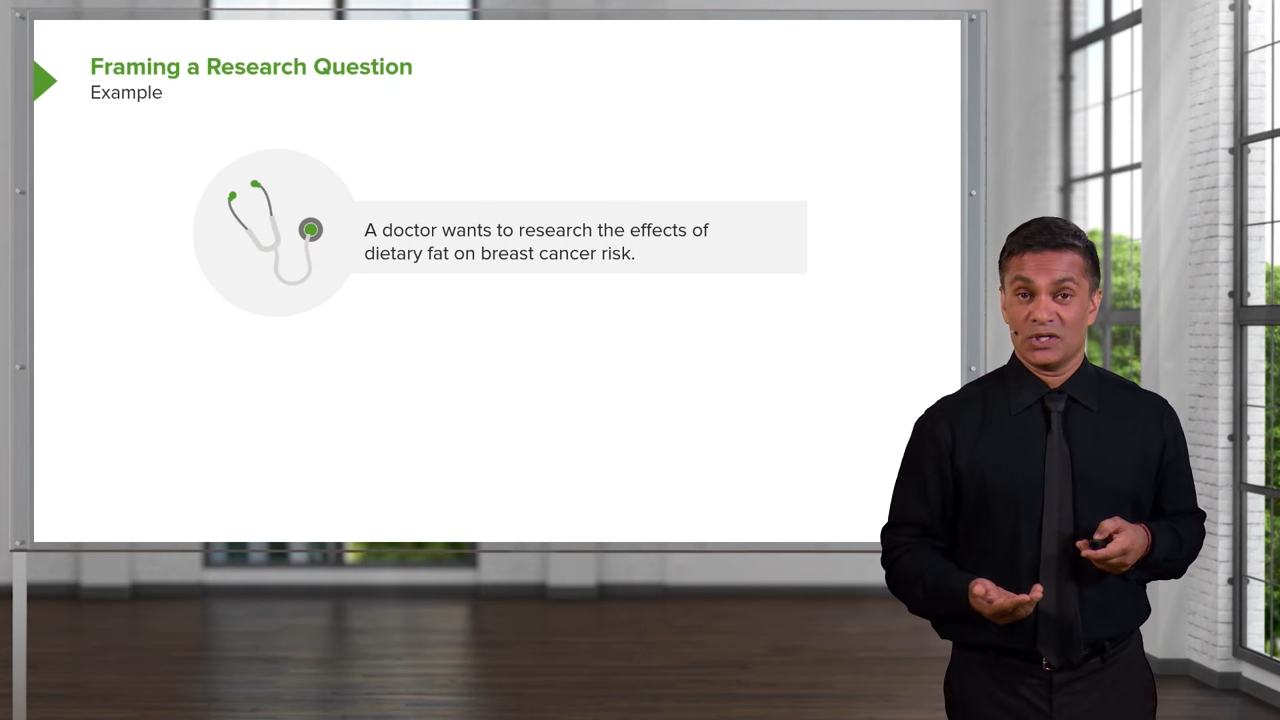 Framing a Research Question
Example
A doctor wants to research the effects of
dietary fat on breast cancer risk.